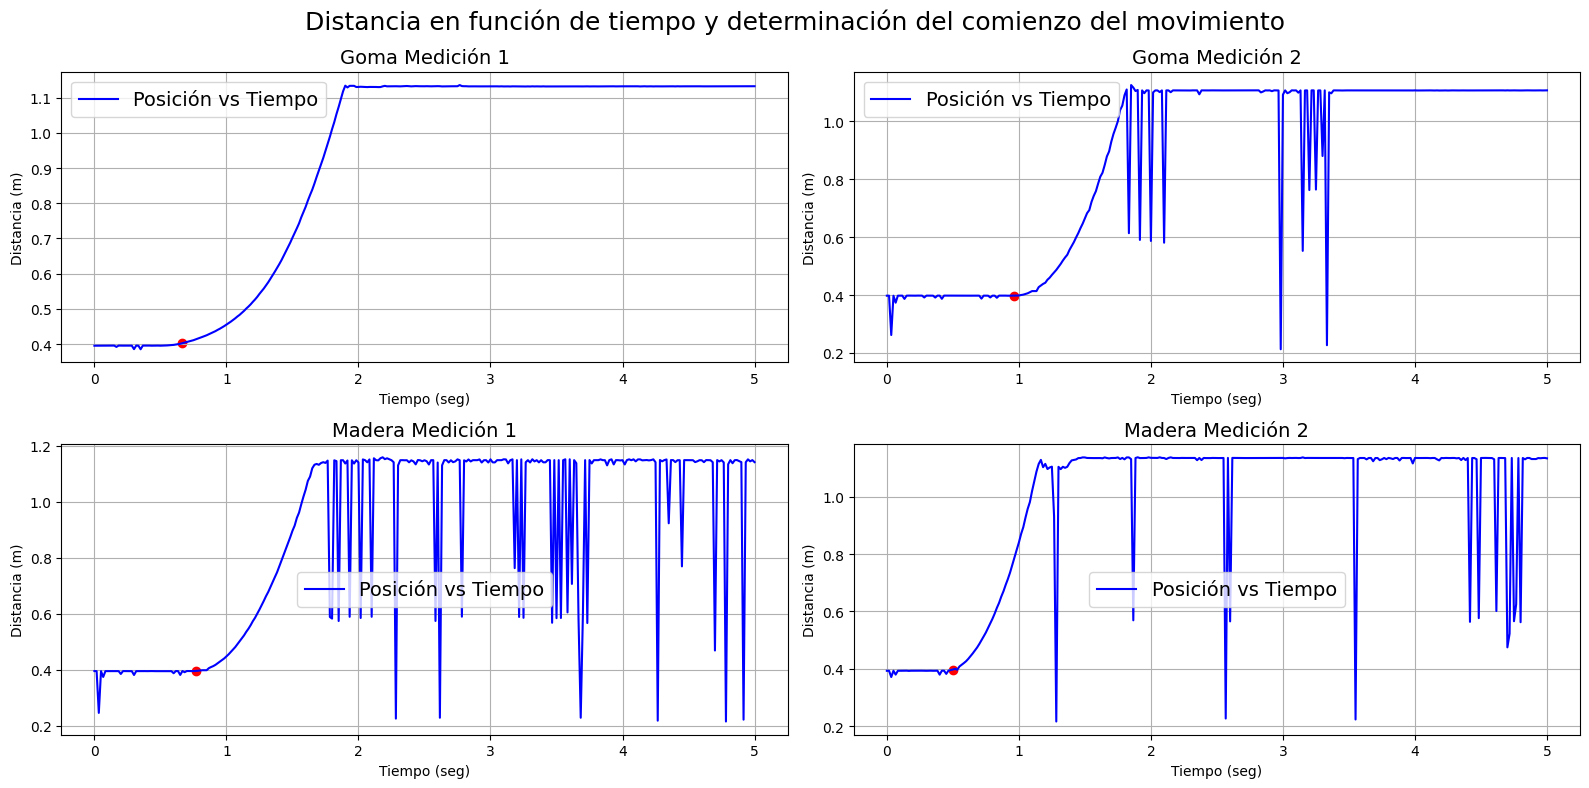 Distancia en función de tiempo y determinación del comienzo del movimiento
Goma Medición 1
Posición vs Tiempo
Distancia (m)
1.1
1.0
0.9
0.8
0.7
0.6
0.5
0.4
0 1 2 3 4 5
Tiempo (seg)
Goma Medición 2
Posición vs Tiempo
Distancia (m)
1.0
0.8
0.6
0.4
0.2
0 1 2 3 4 5
Tiempo (seg)
Madera Medición 1
Posición vs Tiempo
Distancia (m)
1.2
1.0
0.8
0.6
0.4
0.2
0 1 2 3 4 5
Tiempo (seg)
Madera Medición 2
Posición vs Tiempo
Distancia (m)
1.0
0.8
0.6
0.4
0.2
0 1 2 3 4 5
Tiempo (seg)